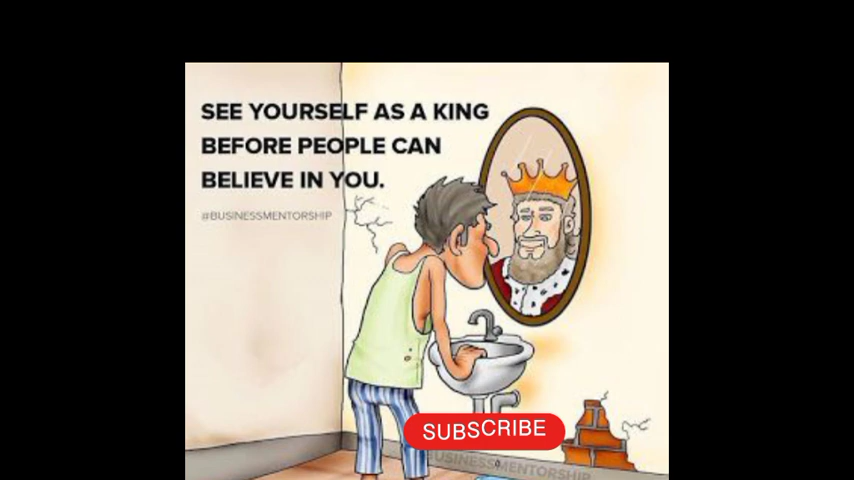 SEE YOURSELF AS A KING
BEFORE PEOPLE CAN
BELIEVE IN YOU.
@BUSINESSMENTORSHIP
SUBSCRIBE
BUSINESSMENTORSHIP